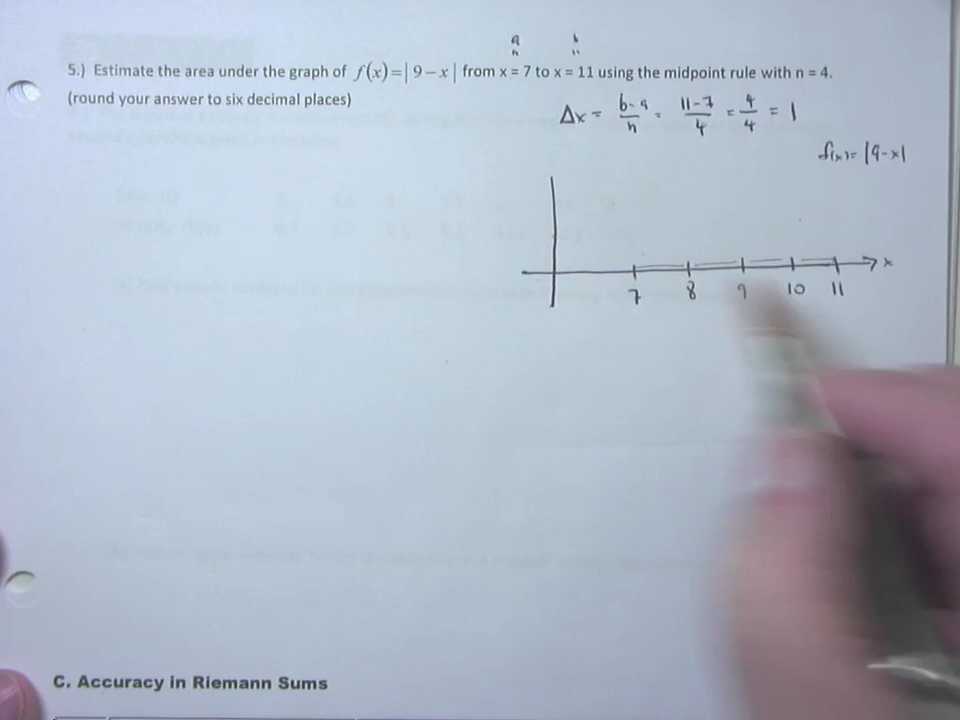 a b
" "
5.) Estimate the area under the graph of f(x)=| 9 − x | from x = 7 to x = 11 using the midpoint rule with n = 4.
(round your answer to six decimal places)
Δx = b-a/n = 11-7/4 = 4/4 = 1
f(x) = |9-x|
x
7 8 9 10 11
C. Accuracy in Riemann Sums